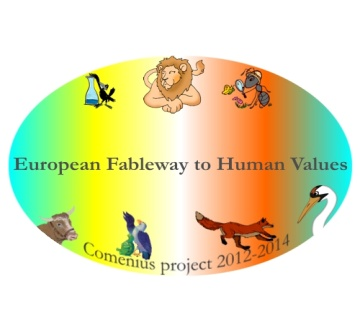 European Fableway to Human Values
Comenius project 2012-2014